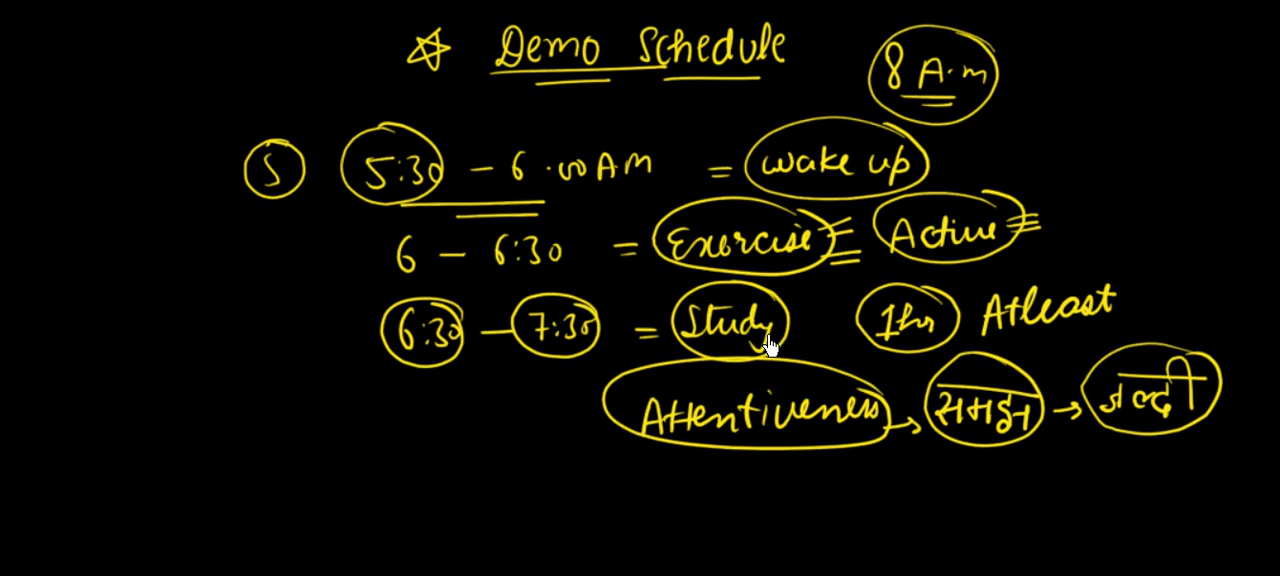 ☆ Demo Schedule
8 A.m
5 5:30 - 6.00 AM = wake up
6 - 6:30 = Exercise Active
6:30 - 7:30 = Study 1hr Atleast
Attentiveness → समझ → जल्दी